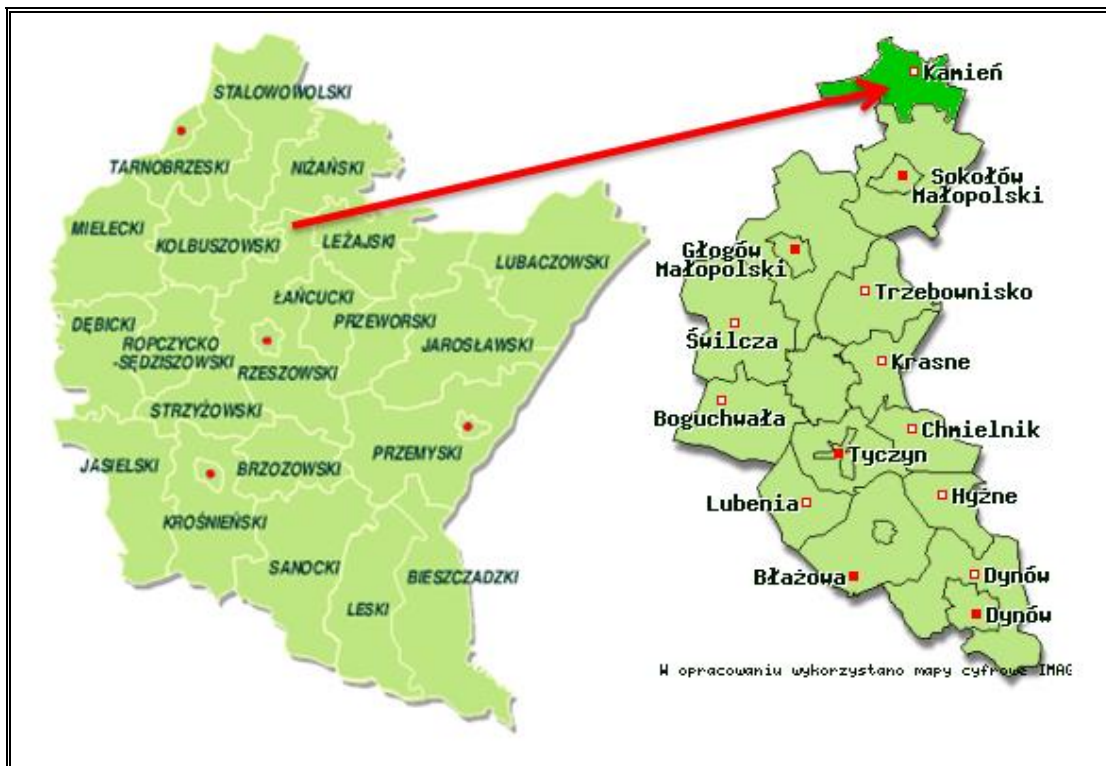 STALOWOWOLSKI
TARNOBRZESKI
NIŻAŃSKI
MIELECKI
KOLBUSZOWSKI
LEŻAJSKI
LUBACZOWSKI
ŁAŃCUCKI
DĘBICKI
ROPCZYCKO
-SĘDZISZOWSKI
PRZEWORSKI
JAROSŁAWSKI
RZESZOWSKI
STRZYŻOWSKI
JASIELSKI
BRZOZOWSKI
PRZEMYSKI
KROŚNIEŃSKI
SANOCKI
BIESZCZADZKI
LESKI
Kamień
Sokołów
Małopolski
Głogów
Małopolski
Trzebownisko
Świlcza
Krasne
Boguchwała
Chmielnik
Tyczyn
Lubenia
Hyżne
Błażowa
Dynów
Dynów
W opracowaniu wykorzystano mapy cyfrowe IMAG